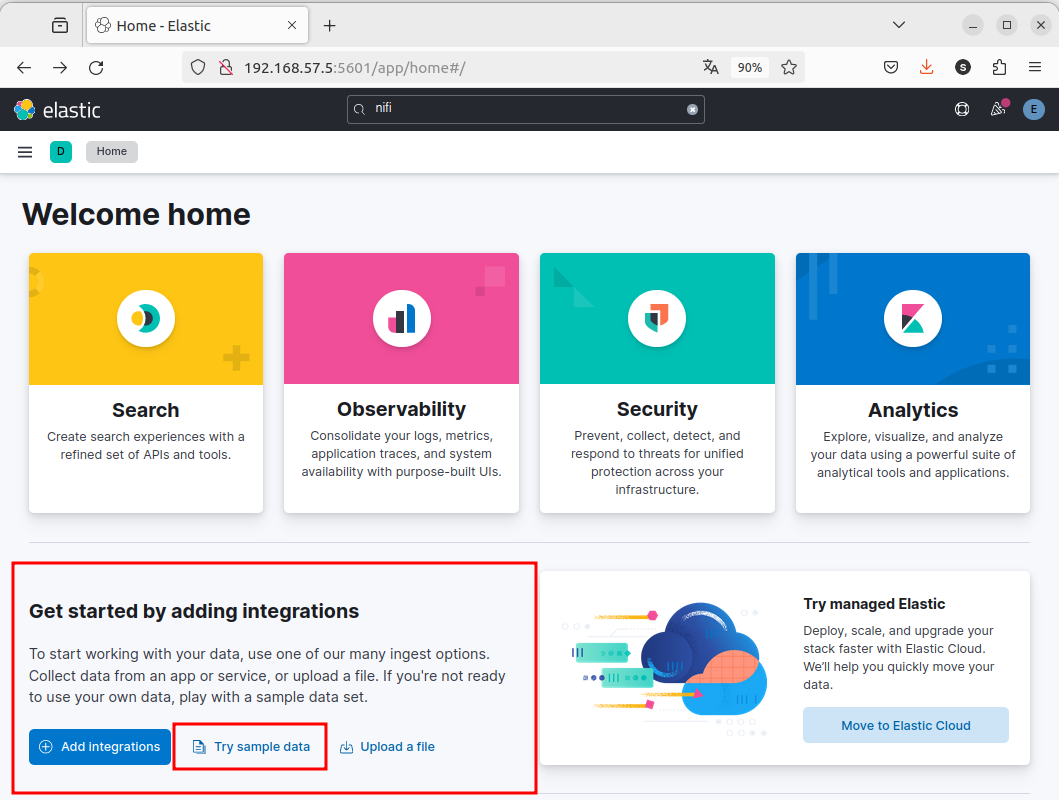 Home - Elastic
192.168.57.5:5601/app/home#/
90%
S
elastic
nifi
E
D
Home
Welcome home
Search
Create search experiences with a
refined set of APIs and tools.
Observability
Consolidate your logs, metrics,
application traces, and system
availability with purpose-built UIs.
Security
Prevent, collect, detect, and
respond to threats for unified
protection across your
infrastructure.
Analytics
Explore, visualize, and analyze
your data using a powerful suite of
analytical tools and applications.
Get started by adding integrations
To start working with your data, use one of our many ingest options.
Collect data from an app or service, or upload a file. If you're not ready
to use your own data, play with a sample data set.
Add integrations
Try sample data
Upload a file
Try managed Elastic
Deploy, scale, and upgrade your
stack faster with Elastic Cloud.
We'll help you quickly move your
data.
Move to Elastic Cloud